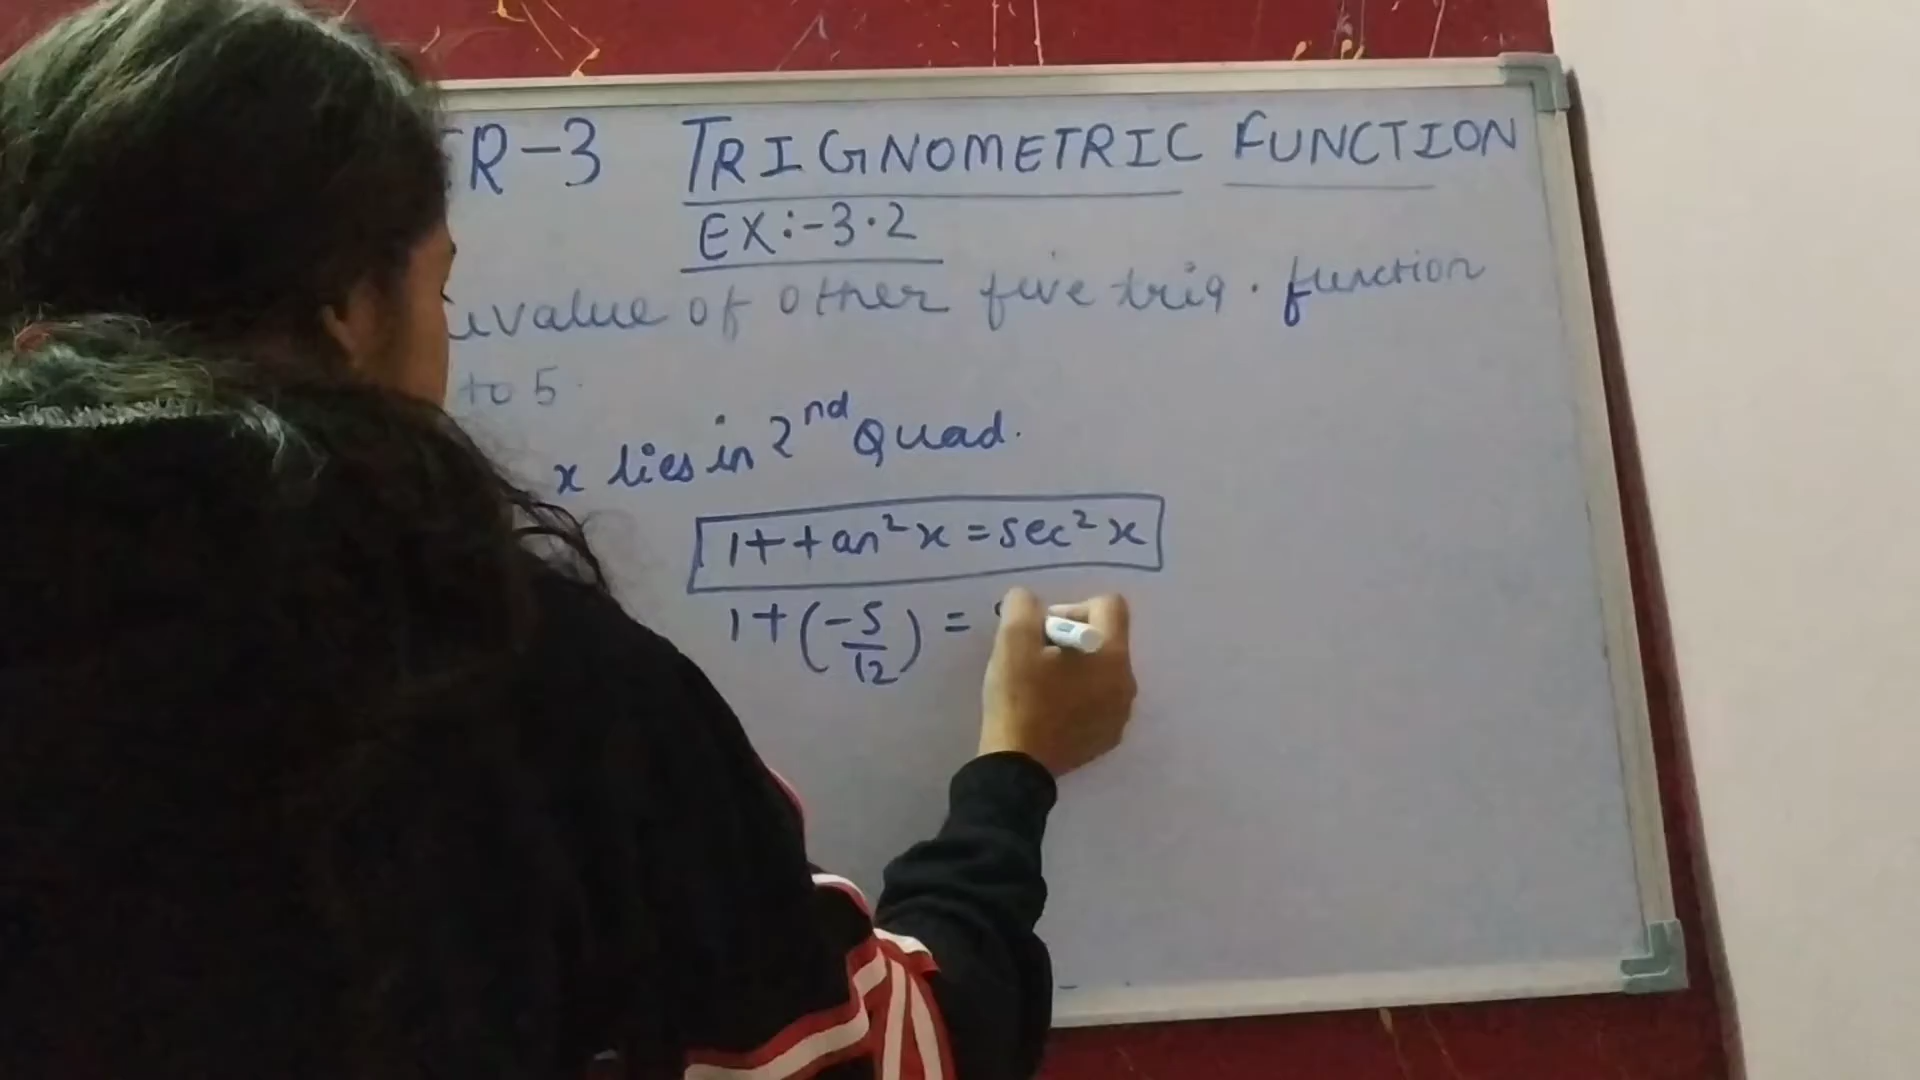 R-3 TRIGNOMETRIC FUNCTION
EX:-3.2
value of other five trig. function
to 5.
x lies in 2nd Quad.
1+tan²x=sec²x
1+(-5/12) =